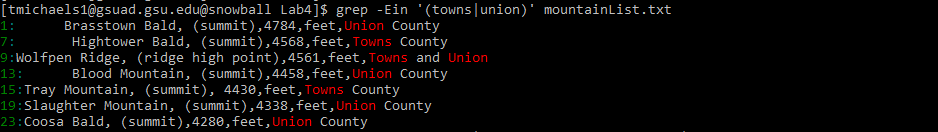 [tmichaels1@gsuad.gsu.edu@snowball Lab4]$ grep -Ein '(towns|union)' mountainList.txt
1:      Brasstown Bald, (summit),4784,feet,Union County
7:       Hightower Bald, (summit),4568,feet,Towns County
9:Wolfpen Ridge, (ridge high point),4561,feet,Towns and Union
13:      Blood Mountain, (summit),4458,feet,Union County
15:Tray Mountain, (summit), 4430,feet, Towns County
19:Slaughter Mountain, (summit),4338,feet,Union County
23:Coosa Bald, (summit),4280,feet,Union County